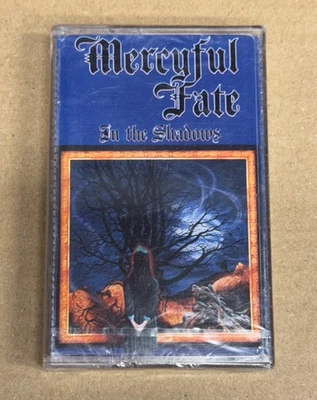 Mercyful
Fate
In the Shadows